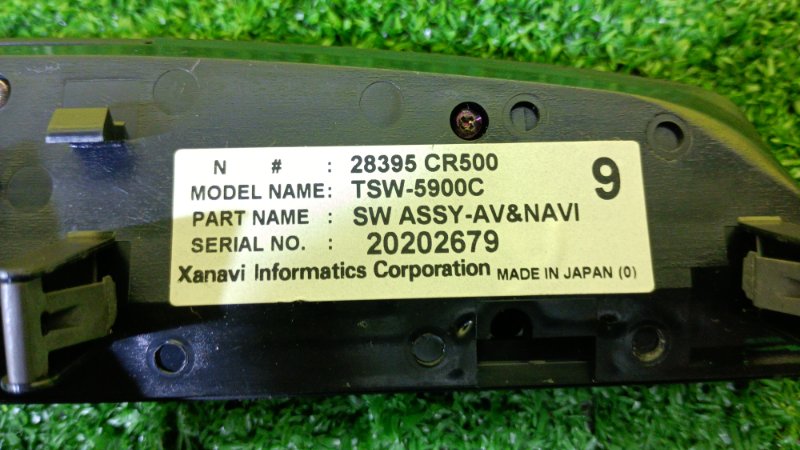 N # : 28395 CR500
9
MODEL NAME: TSW-5900C
PART NAME : SW ASSY-AV&NAVI
SERIAL NO. : 20202679
Xanavi Informatics Corporation MADE IN JAPAN (0)